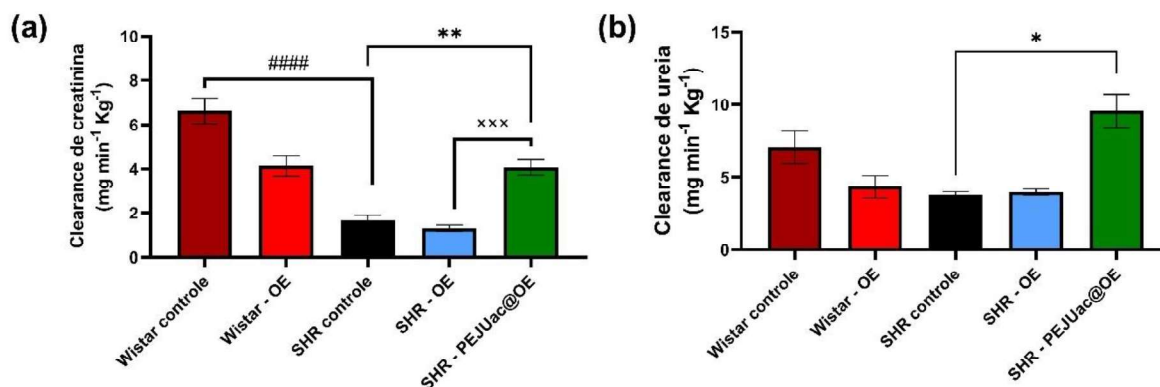 (a)
Clearance de creatinina
(mg min⁻¹ Kg⁻¹)
10
8
6
4
2
0
####
**
×××
Wistar controle
Wistar - OE
SHR controle
SHR - OE
SHR - PEJUac@OE
(b)
Clearance de ureia
(mg min⁻¹ Kg⁻¹)
15
10
5
0
*
Wistar controle
Wistar - OE
SHR controle
SHR - OE
SHR - PEJUac@OE